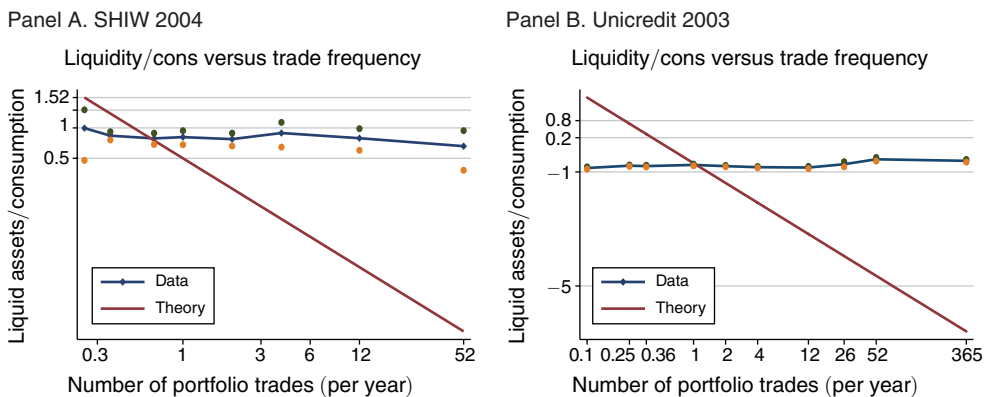 Panel A. SHIW 2004
Liquidity/cons versus trade frequency
Liquid assets/consumption
1.52
1
0.5
Data
Theory
0.3 1 3 6 12 52
Number of portfolio trades (per year)
Panel B. Unicredit 2003
Liquidity/cons versus trade frequency
Liquid assets/consumption
0.8
0.2
−1
−5
Data
Theory
0.1 0.25 0.36 1 2 4 12 26 52 365
Number of portfolio trades (per year)